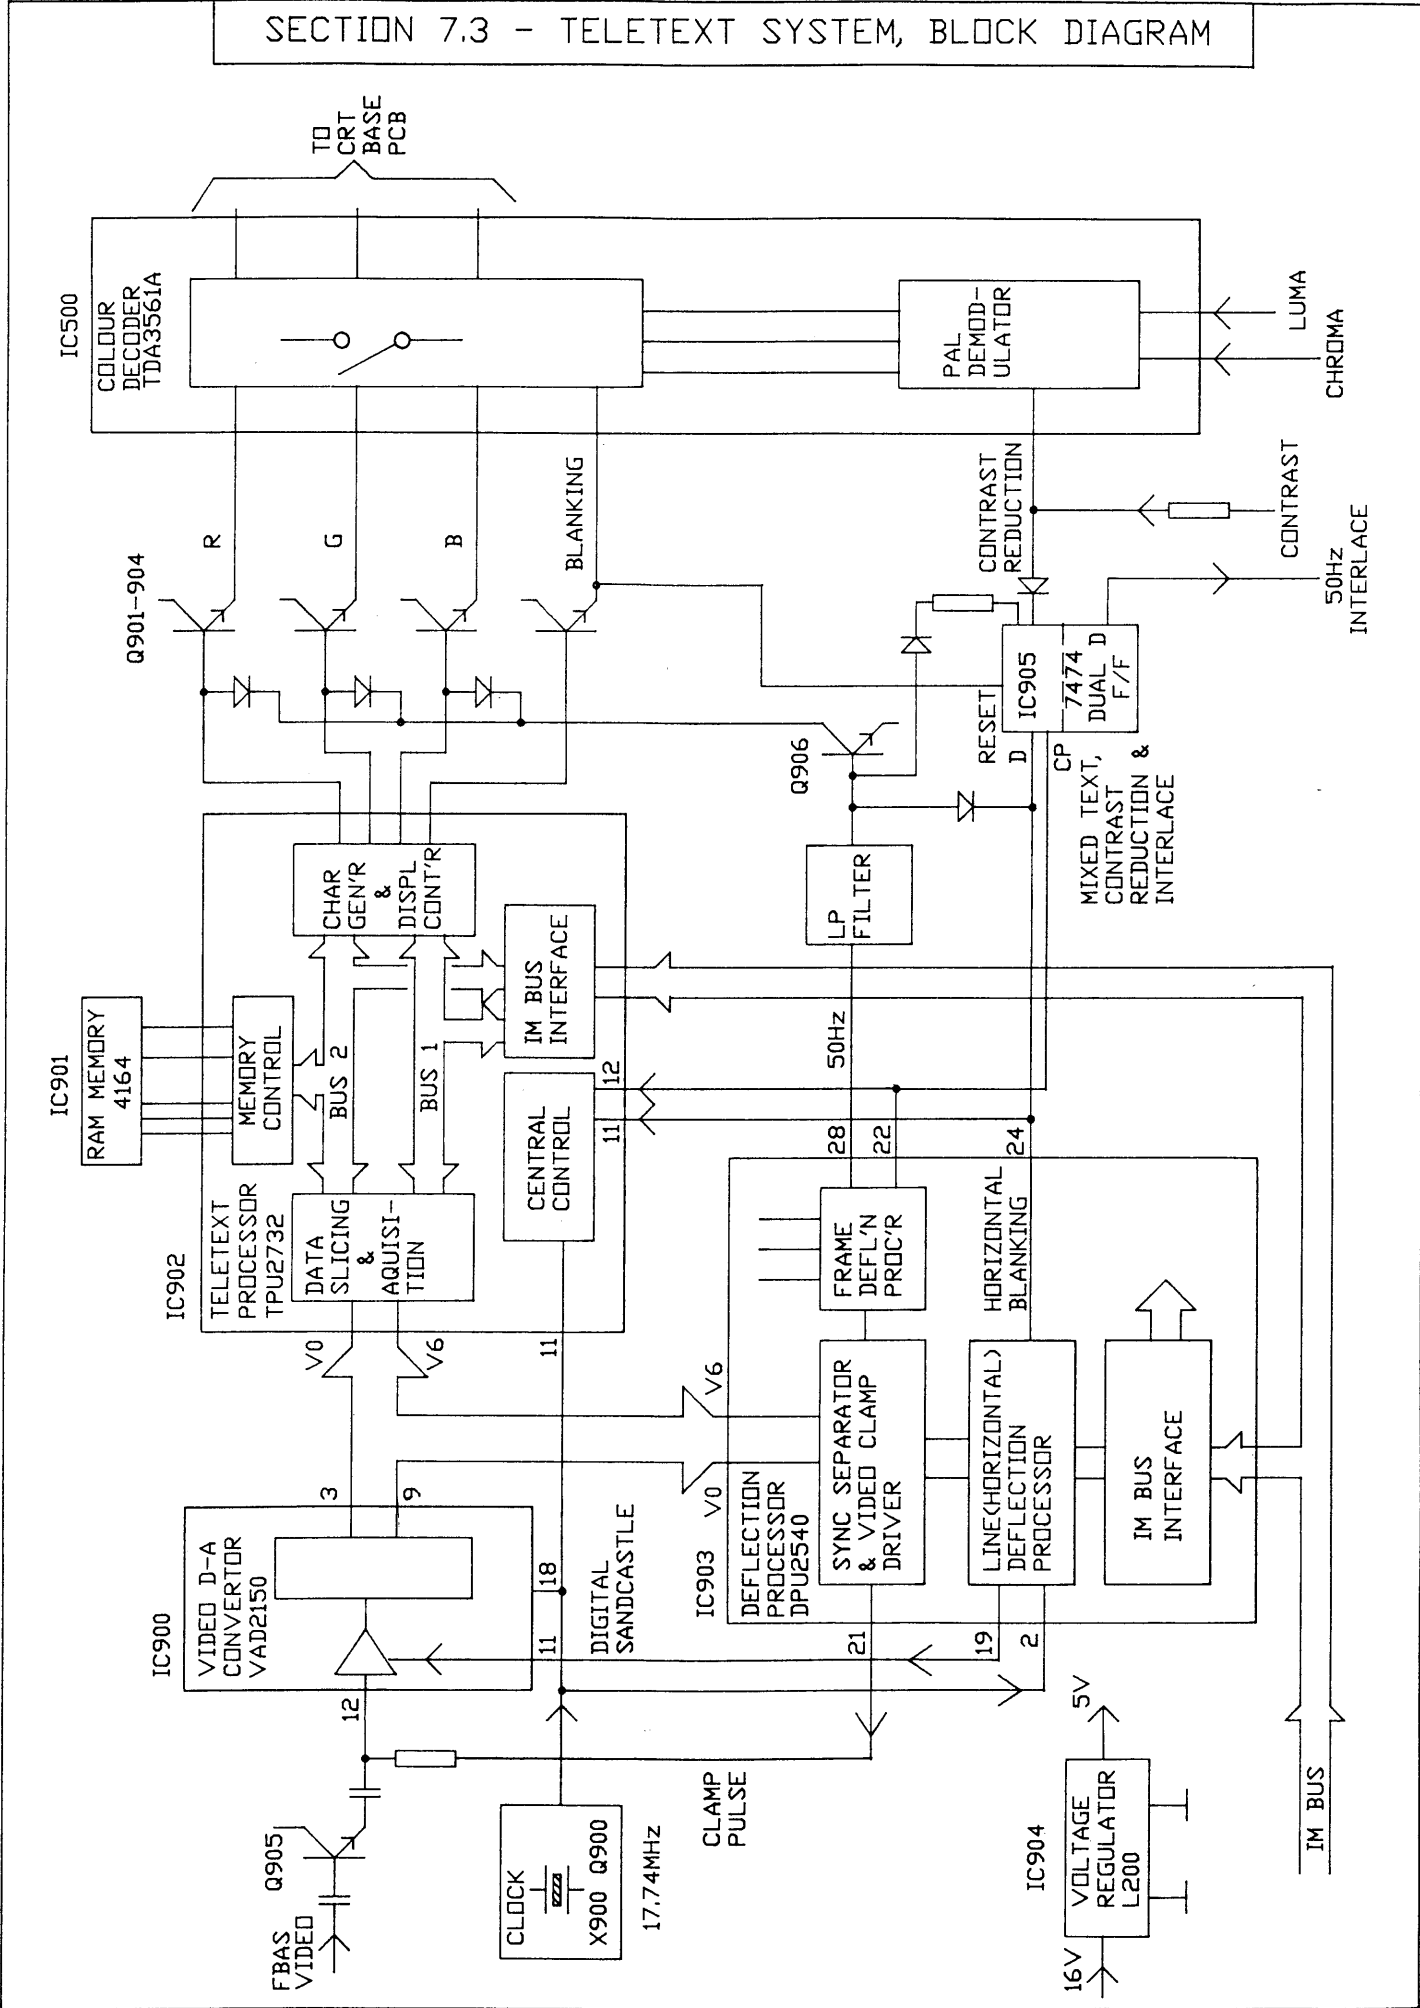 SECTION 7.3 - TELETEXT SYSTEM, BLOCK DIAGRAM
TO
CRT
BASE
PCB
IC500
COLOUR
DECODER
TDA3561A
PAL
DEMOD-
ULATOR
LUMA
CHROMA
R
G
B
BLANKING
Q901-904
CONTRAST
REDUCTION
CONTRAST
50Hz
INTERLACE
Q906
RESET
D
CP
IC905
7474
DUAL D
F/F
MIXED TEXT,
CONTRAST
REDUCTION &
INTERLACE
IC901
RAM MEMORY
4164
MEMORY
CONTROL
CHAR
GEN'R
&
DISPL
CONT'R
IM BUS
INTERFACE
BUS 2
BUS 1
LP
FILTER
50Hz
12
11
CENTRAL
CONTROL
IC902
TELETEXT
PROCESSOR
TPU2732
DATA
SLICING
&
AQUISI-
TION
28
22
24
FRAME
DEFL'N
PROC'R
HORIZONTAL
BLANKING
V0
V6
11
V6
V0
3
9
IC900
VIDEO D-A
CONVERTOR
VAD2150
18
11
12
DIGITAL
SANDCASTLE
IC903
DEFLECTION
PROCESSOR
DPU2540
SYNC SEPARATOR
& VIDEO CLAMP
DRIVER
LINE(HORIZONTAL)
DEFLECTION
PROCESSOR
IM BUS
INTERFACE
21
19
2
Q905
FBAS
VIDEO
CLOCK
X900 Q900
17.74MHz
CLAMP
PULSE
IC904
VOLTAGE
REGULATOR
L200
5V
16V
IM BUS